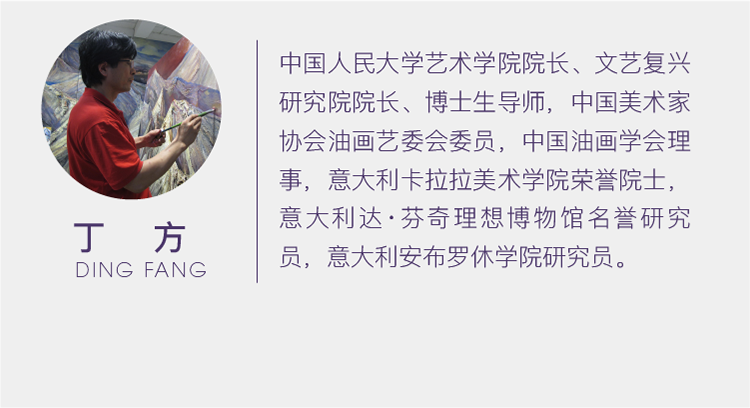 丁 方
DING FANG
中国人民大学艺术学院院长、文艺复兴
研究院院长、博士生导师，中国美术家
协会油画艺委会委员，中国油画学会理
事，意大利卡拉拉美术学院荣誉院士，
意大利达·芬奇理想博物馆名誉研究
员，意大利安布罗休学院研究员。